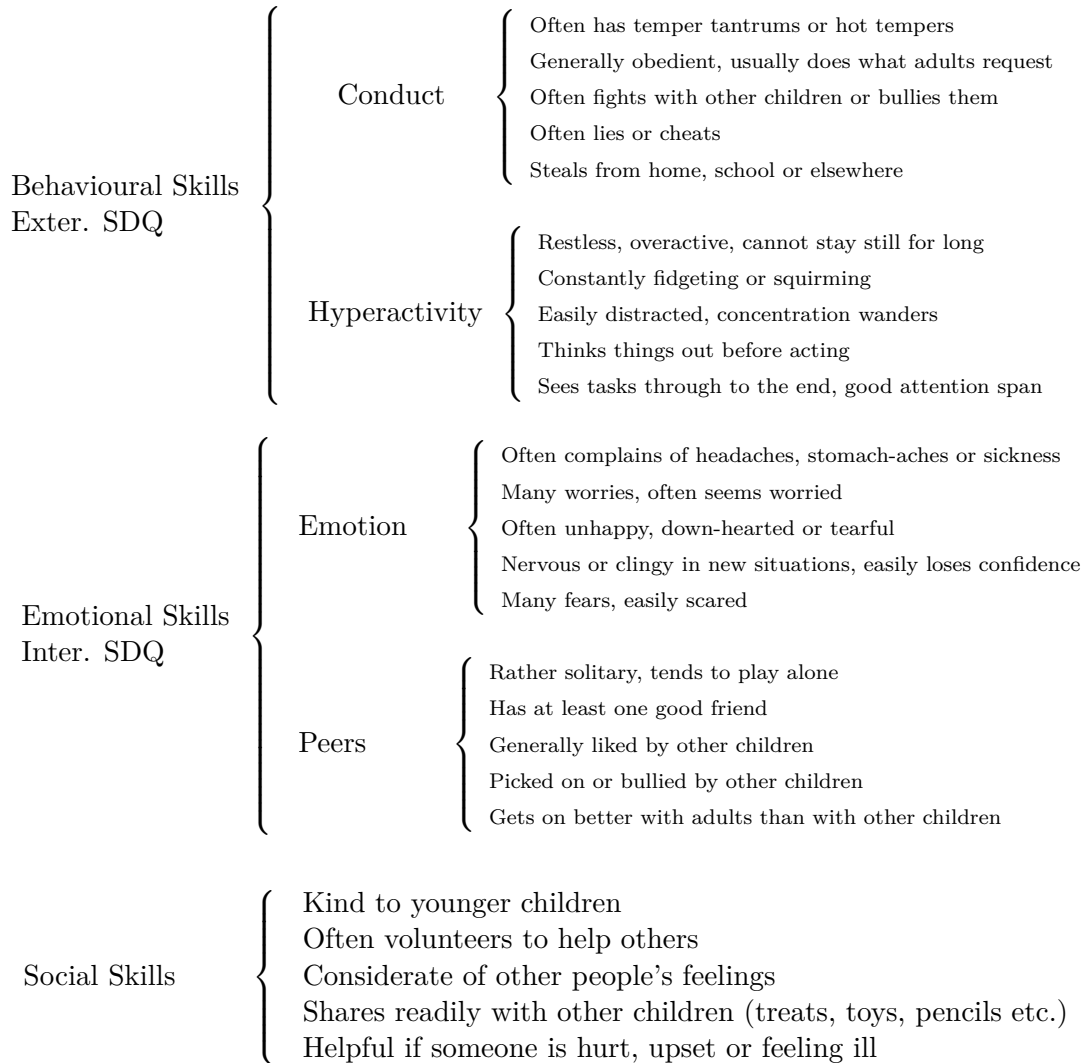 Behavioural Skills
Exter. SDQ
Conduct
Often has temper tantrums or hot tempers
Generally obedient, usually does what adults request
Often fights with other children or bullies them
Often lies or cheats
Steals from home, school or elsewhere
Hyperactivity
Restless, overactive, cannot stay still for long
Constantly fidgeting or squirming
Easily distracted, concentration wanders
Thinks things out before acting
Sees tasks through to the end, good attention span
Emotional Skills
Inter. SDQ
Emotion
Often complains of headaches, stomach-aches or sickness
Many worries, often seems worried
Often unhappy, down-hearted or tearful
Nervous or clingy in new situations, easily loses confidence
Many fears, easily scared
Peers
Rather solitary, tends to play alone
Has at least one good friend
Generally liked by other children
Picked on or bullied by other children
Gets on better with adults than with other children
Social Skills
Kind to younger children
Often volunteers to help others
Considerate of other people's feelings
Shares readily with other children (treats, toys, pencils etc.)
Helpful if someone is hurt, upset or feeling ill